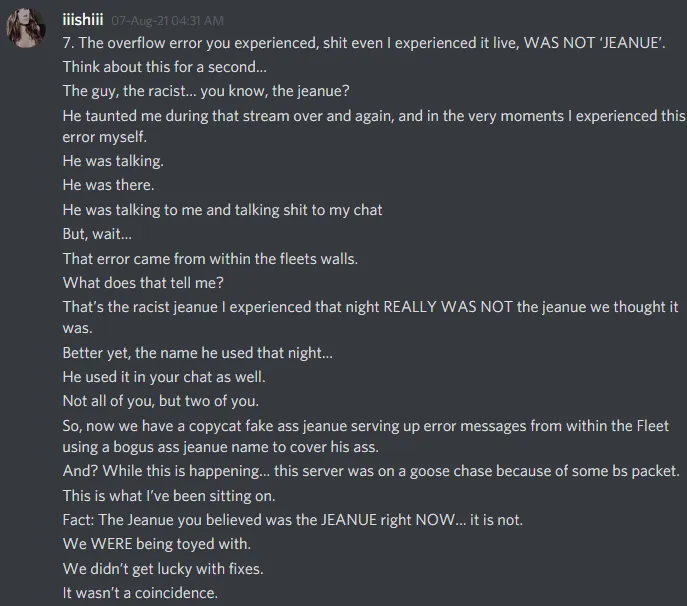 iiishiii 07-Aug-21 04:31 AM
7. The overflow error you experienced, shit even I experienced it live, WAS NOT ‘JEANUE’.
Think about this for a second...
The guy, the racist... you know, the jeanue?
He taunted me during that stream over and again, and in the very moments I experienced this
error myself.
He was talking.
He was there.
He was talking to me and talking shit to my chat
But, wait...
That error came from within the fleets walls.
What does that tell me?
That’s the racist jeanue I experienced that night REALLY WAS NOT the jeanue we thought it
was.
Better yet, the name he used that night...
He used it in your chat as well.
Not all of you, but two of you.
So, now we have a copycat fake ass jeanue serving up error messages from within the Fleet
using a bogus ass jeanue name to cover his ass.
And? While this is happening... this server was on a goose chase because of some bs packet.
This is what I’ve been sitting on.
Fact: The Jeanue you believed was the JEANUE right NOW... it is not.
We WERE being toyed with.
We didn’t get lucky with fixes.
It wasn’t a coincidence.